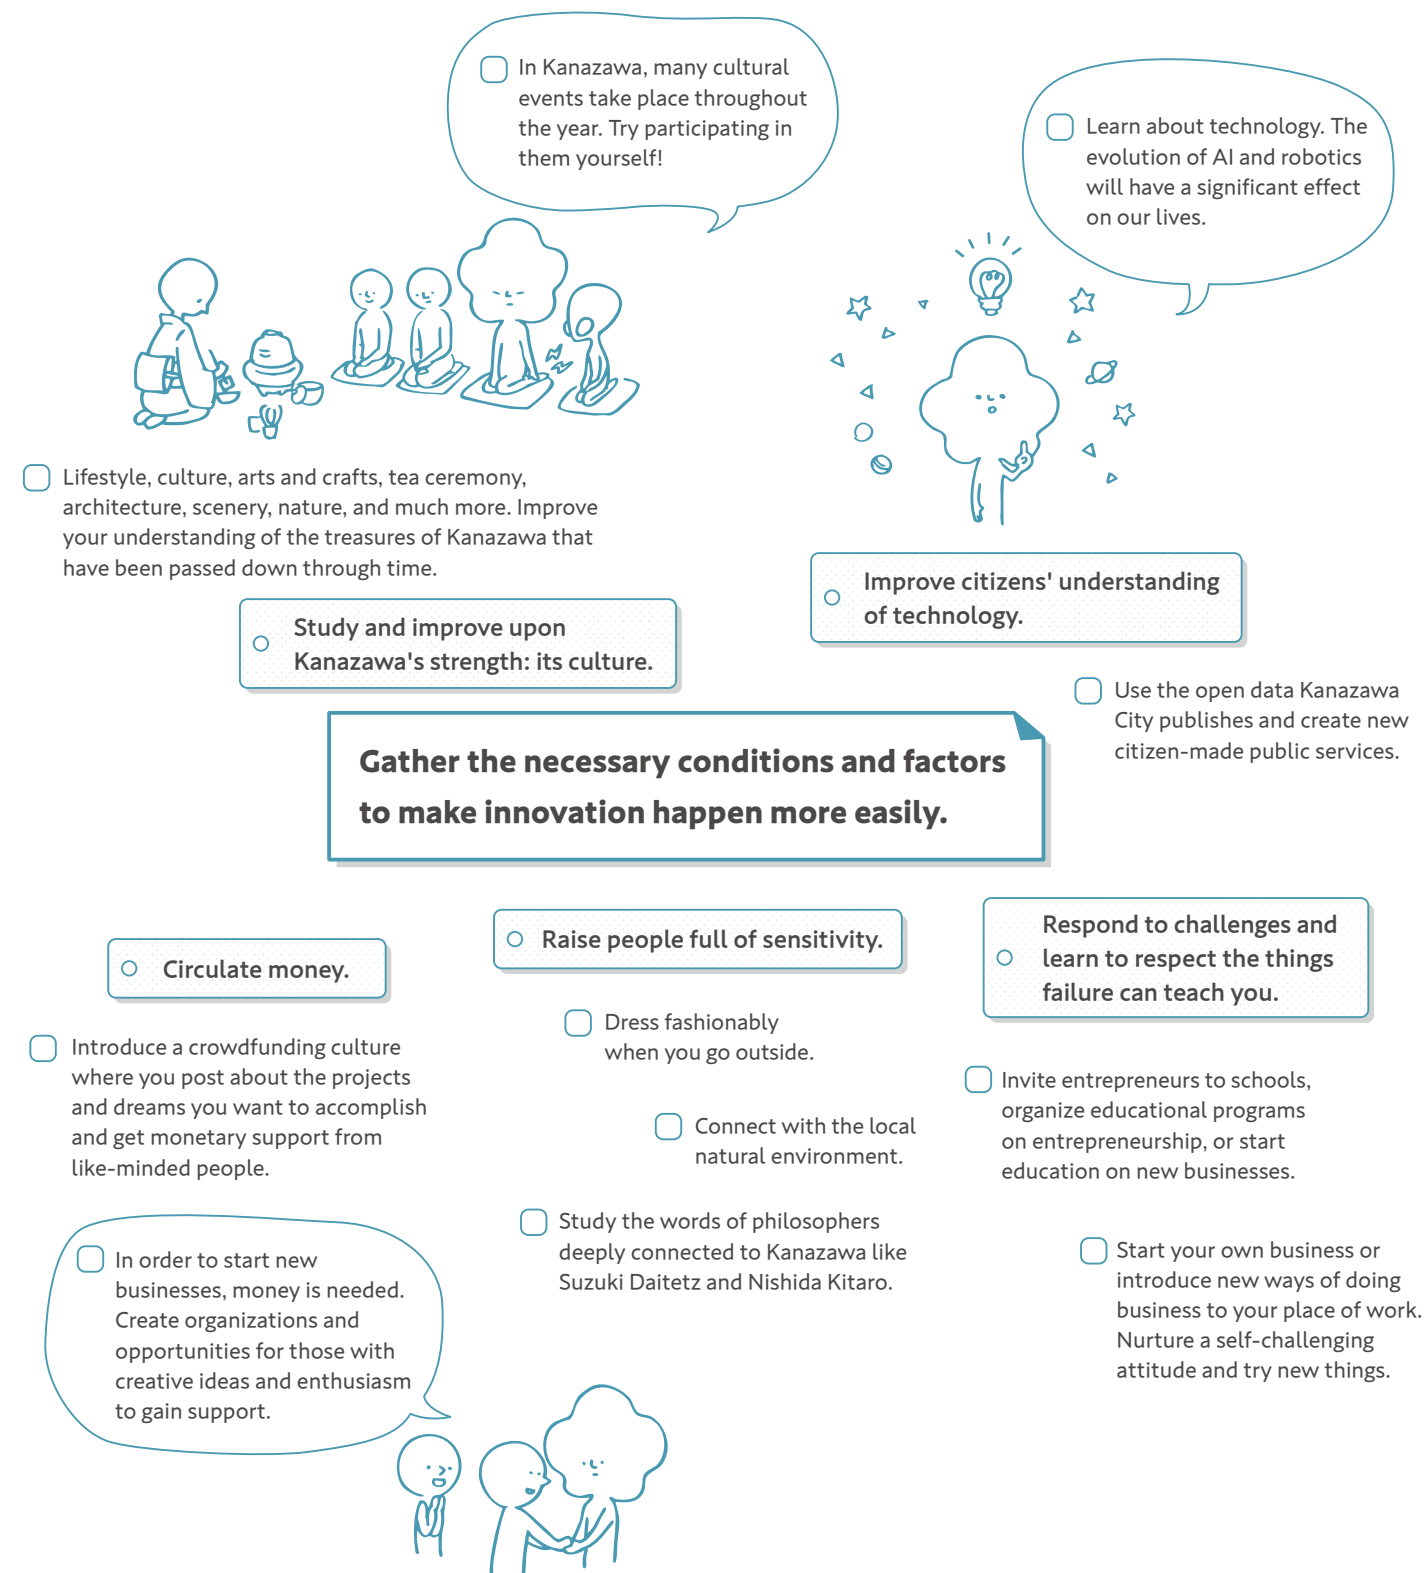 In Kanazawa, many cultural
events take place throughout
the year. Try participating in
them yourself!
Learn about technology. The
evolution of AI and robotics
will have a significant effect
on our lives.
Lifestyle, culture, arts and crafts, tea ceremony,
architecture, scenery, nature, and much more. Improve
your understanding of the treasures of Kanazawa that
have been passed down through time.
Study and improve upon
Kanazawa's strength: its culture.
Improve citizens' understanding
of technology.
Use the open data Kanazawa
City publishes and create new
citizen-made public services.
Gather the necessary conditions and factors
to make innovation happen more easily.
Circulate money.
Introduce a crowdfunding culture
where you post about the projects
and dreams you want to accomplish
and get monetary support from
like-minded people.
In order to start new
businesses, money is needed.
Create organizations and
opportunities for those with
creative ideas and enthusiasm
to gain support.
Raise people full of sensitivity.
Dress fashionably
when you go outside.
Connect with the local
natural environment.
Study the words of philosophers
deeply connected to Kanazawa like
Suzuki Daitetz and Nishida Kitaro.
Respond to challenges and
learn to respect the things
failure can teach you.
Invite entrepreneurs to schools,
organize educational programs
on entrepreneurship, or start
education on new businesses.
Start your own business or
introduce new ways of doing
business to your place of work.
Nurture a self-challenging
attitude and try new things.